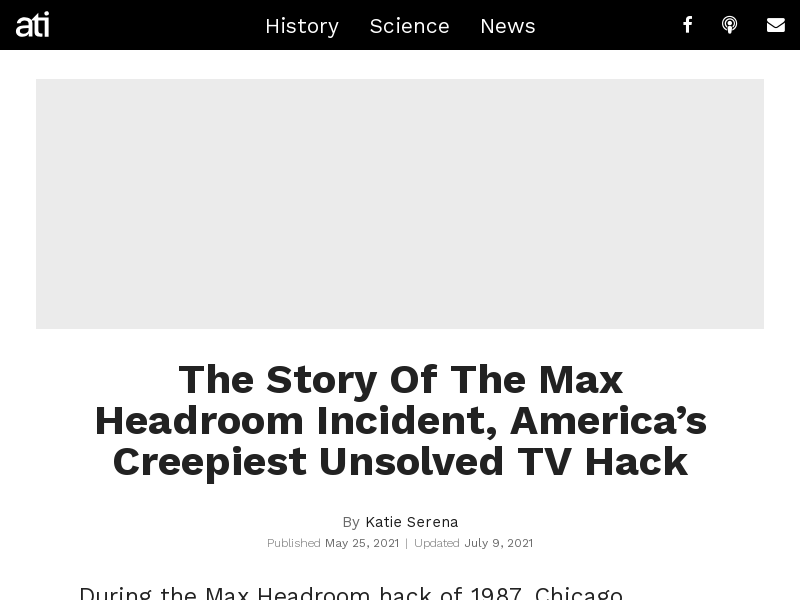 ati
History Science News
The Story Of The Max
Headroom Incident, America’s
Creepiest Unsolved TV Hack
By Katie Serena
Published May 25, 2021 | Updated July 9, 2021
During the Max Headroom hack of 1987, Chicago